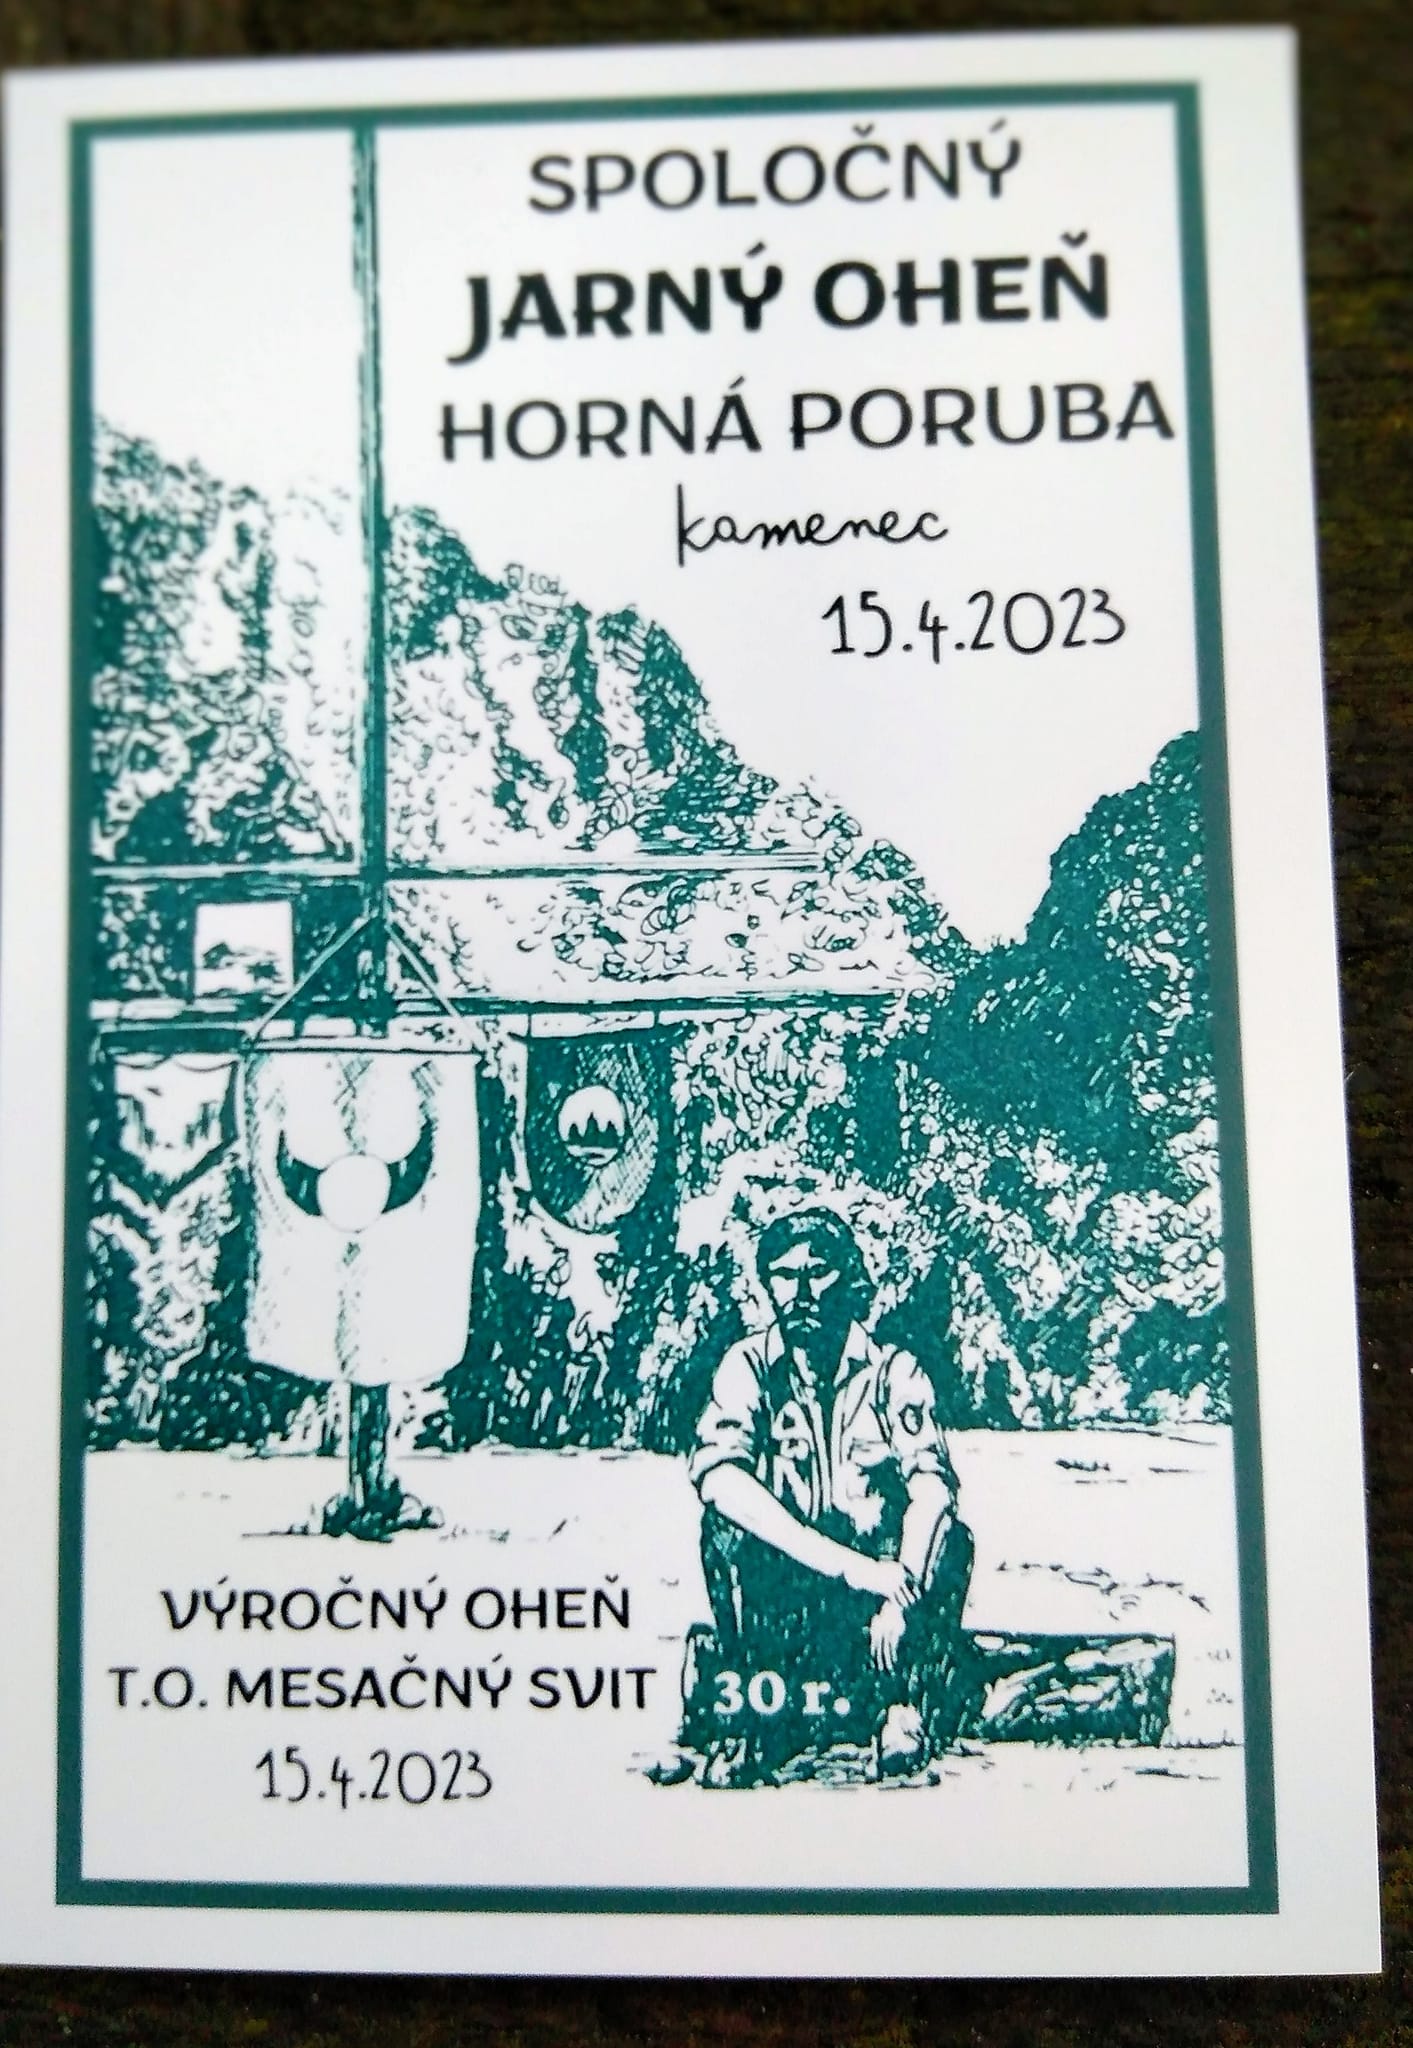 SPOLOČNÝ
JARNÝ OHEŇ
HORNÁ PORUBA
kamenec
15.4.2023
VÝROČNÝ OHEŇ
T.O. MESAČNÝ SVIT
30 r.
15.4.2023